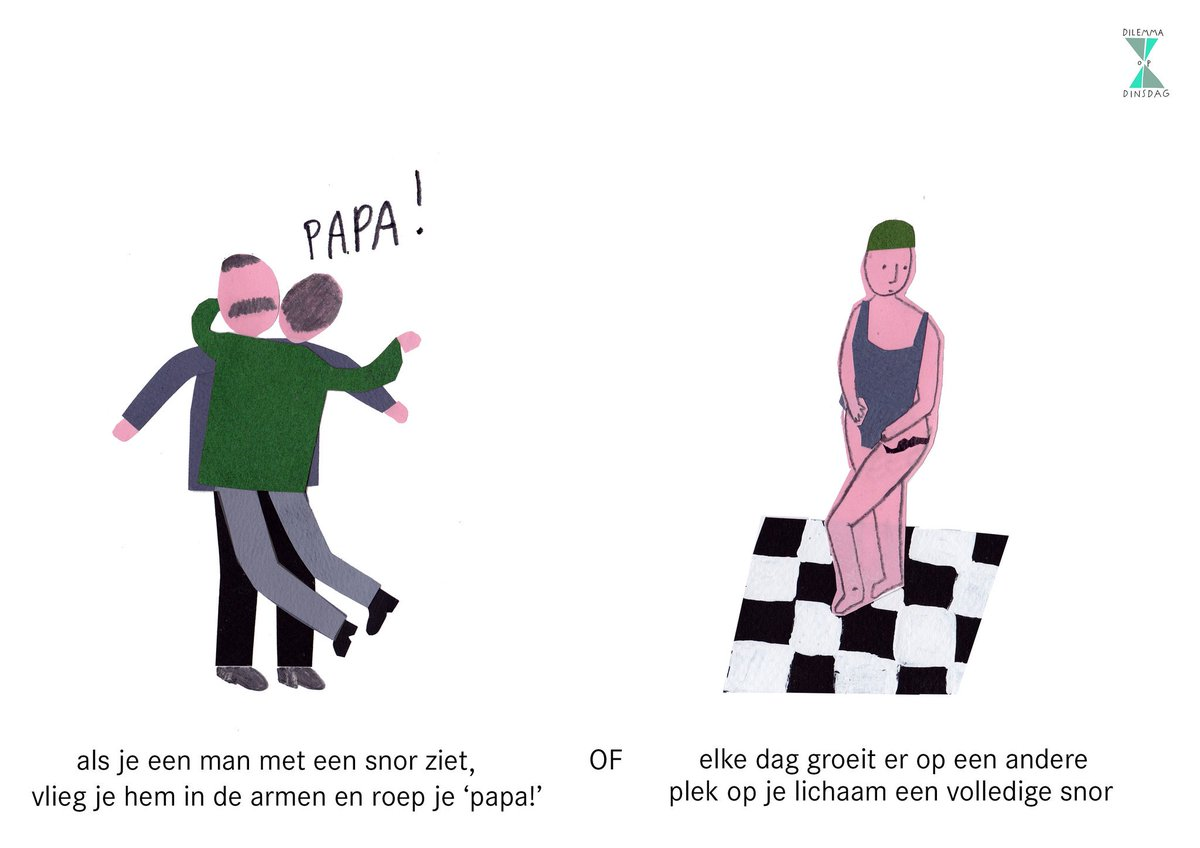 DILEMMA
OP
DINSDAG
PAPA!
als je een man met een snor ziet,
vlieg je hem in de armen en roep je ‘papa!’
OF
elke dag groeit er op een andere
plek op je lichaam een volledige snor